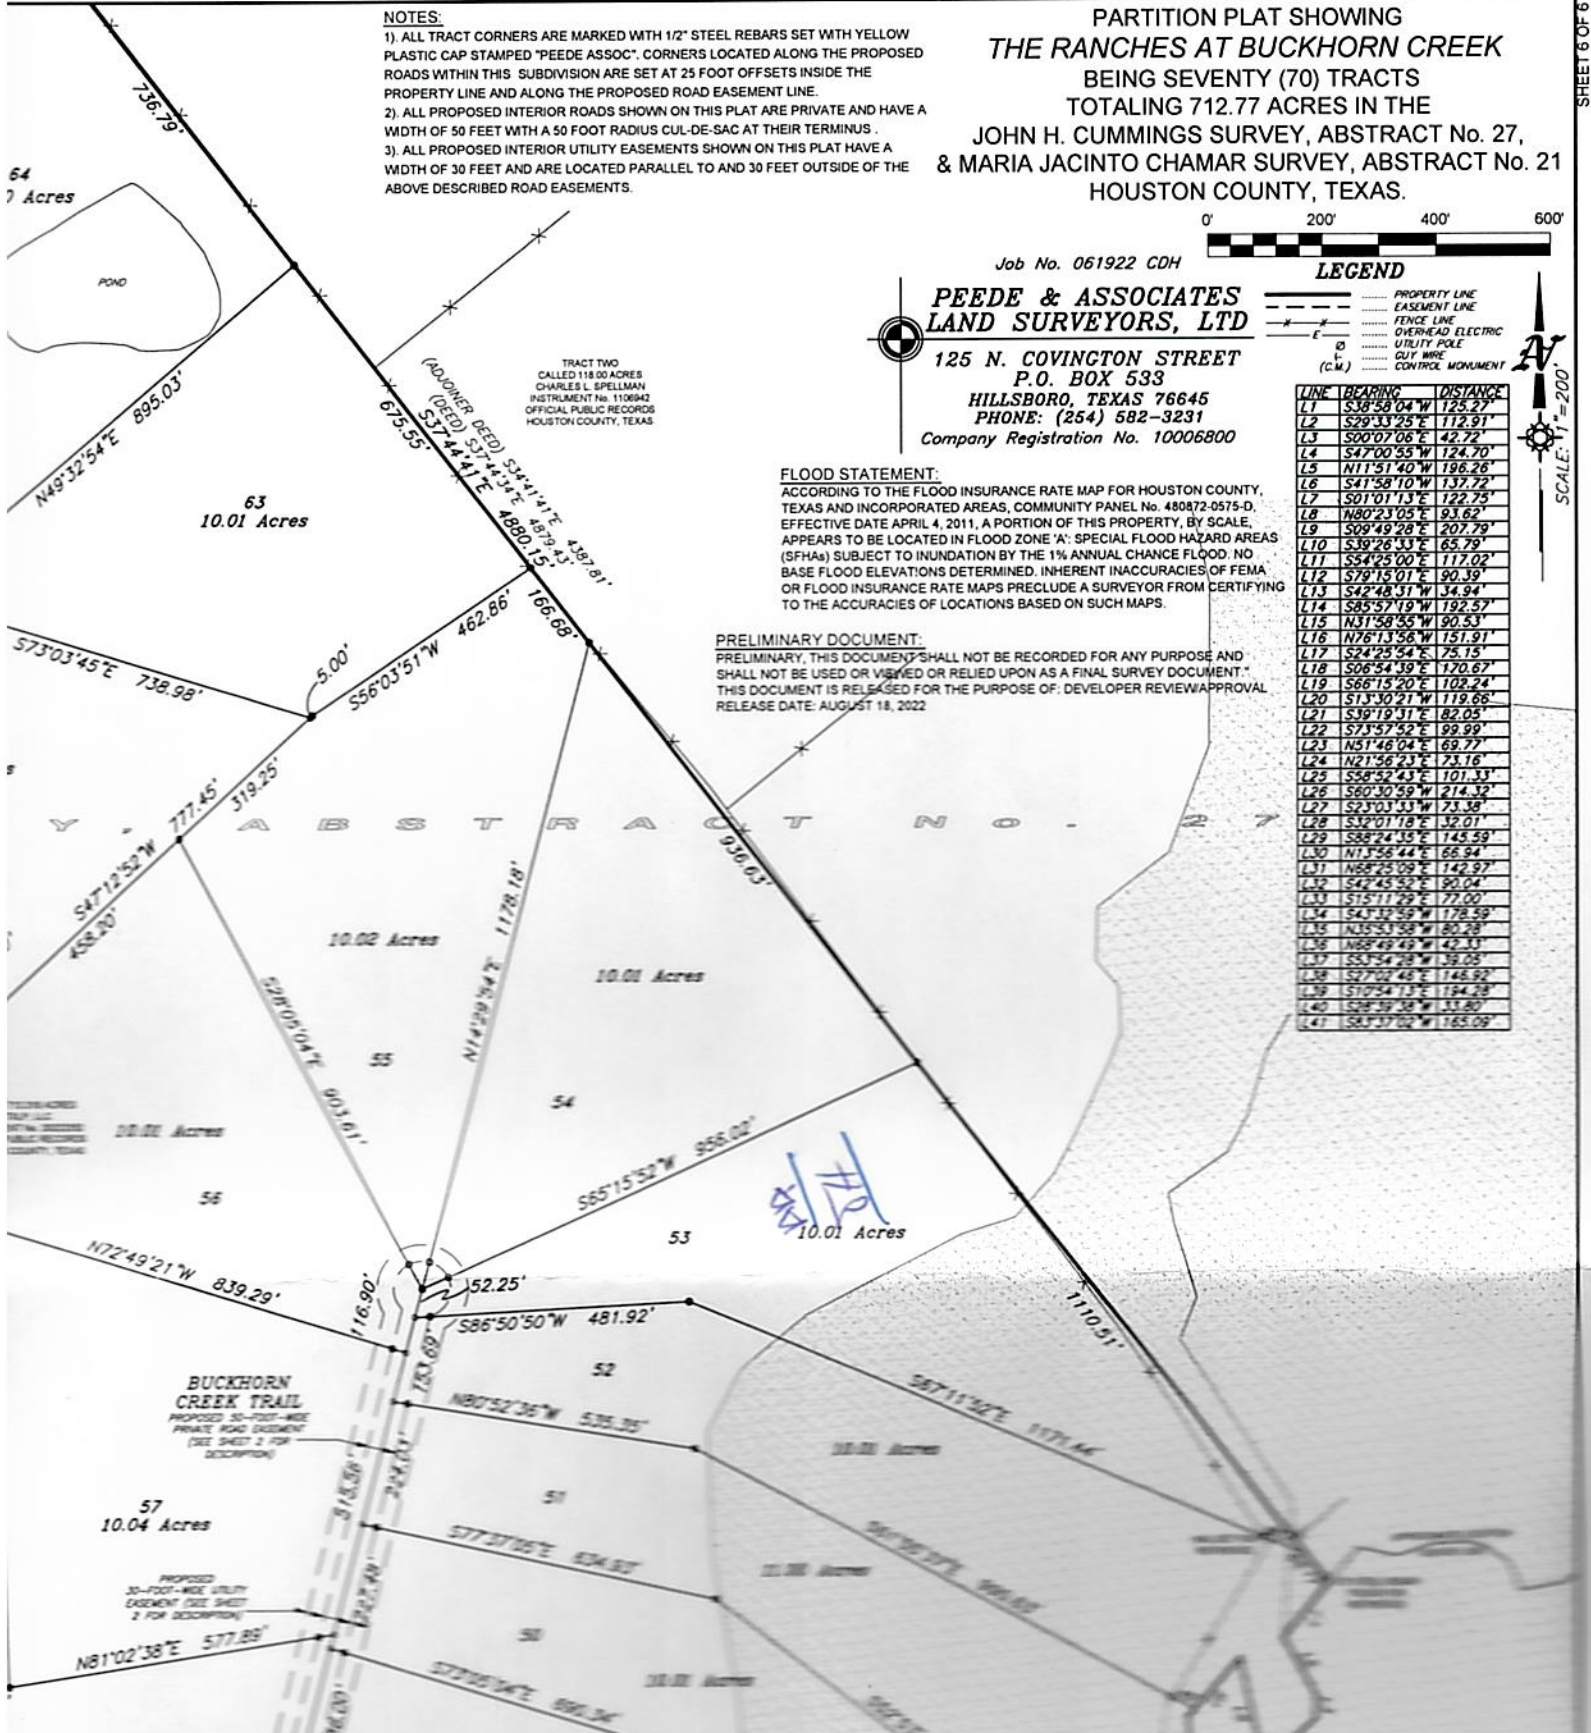 SHEET 6 OF 6
NOTES:
1). ALL TRACT CORNERS ARE MARKED WITH 1/2" STEEL REBARS SET WITH YELLOW
PLASTIC CAP STAMPED "PEEDE ASSOC". CORNERS LOCATED ALONG THE PROPOSED
ROADS WITHIN THIS SUBDIVISION ARE SET AT 25 FOOT OFFSETS INSIDE THE
PROPERTY LINE AND ALONG THE PROPOSED ROAD EASEMENT LINE.
2). ALL PROPOSED INTERIOR ROADS SHOWN ON THIS PLAT ARE PRIVATE AND HAVE A
WIDTH OF 50 FEET WITH A 50 FOOT RADIUS CUL-DE-SAC AT THEIR TERMINUS .
3). ALL PROPOSED INTERIOR UTILITY EASEMENTS SHOWN ON THIS PLAT HAVE A
WIDTH OF 30 FEET AND ARE LOCATED PARALLEL TO AND 30 FEET OUTSIDE OF THE
ABOVE DESCRIBED ROAD EASEMENTS.
PARTITION PLAT SHOWING
THE RANCHES AT BUCKHORN CREEK
BEING SEVENTY (70) TRACTS
TOTALING 712.77 ACRES IN THE
JOHN H. CUMMINGS SURVEY, ABSTRACT No. 27,
& MARIA JACINTO CHAMAR SURVEY, ABSTRACT No. 21
HOUSTON COUNTY, TEXAS.
0' 200' 400' 600'
Job No. 061922 CDH
PEEDE & ASSOCIATES
LAND SURVEYORS, LTD
125 N. COVINGTON STREET
P.O. BOX 533
HILLSBORO, TEXAS 76645
PHONE: (254) 582-3231
Company Registration No. 10006800
LEGEND
PROPERTY LINE
EASEMENT LINE
FENCE LINE
E OVERHEAD ELECTRIC
UTILITY POLE
GUY WIRE
(C.M.) CONTROL MONUMENT
N
SCALE: 1"=200'
LINE BEARING DISTANCE
L1 S38°58'04"W 125.27'
L2 S29°33'25"E 112.91'
L3 S00°07'06"E 42.72'
L4 S47°00'55"W 124.70'
L5 N11°51'40"W 196.26'
L6 S41°58'10"W 137.72'
L7 S01°01'13"E 122.75'
L8 N80°23'05"E 93.62'
L9 S09°49'28"E 207.79'
L10 S39°26'33"E 65.79'
L11 S54°25'00"E 117.02'
L12 S79°15'01"E 90.39'
L13 S42°48'31"W 34.94'
L14 S85°57'19"W 192.57'
L15 N31°58'55"W 90.53'
L16 N76°13'56"W 151.91'
L17 S24°25'54"E 75.15'
L18 S06°54'39"E 170.67'
L19 S66°15'20"E 102.24'
L20 S13°30'21"W 119.66'
L21 S39°19'31"E 82.05'
L22 S73°57'52"E 99.99'
L23 N51°46'04"E 69.77'
L24 N21°56'23"E 73.16'
L25 S58°52'43"E 101.33'
L26 S60°30'59"W 214.32'
L27 S23°03'33"W 73.38'
L28 S32°01'18"E 32.01'
L29 S88°24'35"E 145.59'
L30 N13°56'44"E 66.94'
L31 N68°25'09"E 142.97'
L32 S42°45'52"E 90.04'
L33 S15°11'29"E 77.00'
L34 S43°32'59"W 178.59'
L35 N35°53'58"W 80.28'
L36 N68°49'49"W 42.33'
L37 S53°54'28"W 39.05'
L38 S27°02'46"E 146.92'
L39 S10°54'13"E 194.28'
L40 S28°39'38"W 33.80'
L41 S83°37'02"W 165.09'
FLOOD STATEMENT:
ACCORDING TO THE FLOOD INSURANCE RATE MAP FOR HOUSTON COUNTY,
TEXAS AND INCORPORATED AREAS, COMMUNITY PANEL No. 480872-0575-D,
EFFECTIVE DATE APRIL 4, 2011, A PORTION OF THIS PROPERTY, BY SCALE,
APPEARS TO BE LOCATED IN FLOOD ZONE 'A': SPECIAL FLOOD HAZARD AREAS
(SFHAs) SUBJECT TO INUNDATION BY THE 1% ANNUAL CHANCE FLOOD. NO
BASE FLOOD ELEVATIONS DETERMINED. INHERENT INACCURACIES OF FEMA
OR FLOOD INSURANCE RATE MAPS PRECLUDE A SURVEYOR FROM CERTIFYING
TO THE ACCURACIES OF LOCATIONS BASED ON SUCH MAPS.
PRELIMINARY DOCUMENT:
PRELIMINARY, THIS DOCUMENT SHALL NOT BE RECORDED FOR ANY PURPOSE AND
SHALL NOT BE USED OR VIEWED OR RELIED UPON AS A FINAL SURVEY DOCUMENT."
THIS DOCUMENT IS RELEASED FOR THE PURPOSE OF: DEVELOPER REVIEW/APPROVAL
RELEASE DATE: AUGUST 18, 2022
736.79'
64
Acres
POND
N49°32'54"E 895.03'
TRACT TWO
CALLED 118.00 ACRES
CHARLES L. SPELLMAN
INSTRUMENT No. 1106942
OFFICIAL PUBLIC RECORDS
HOUSTON COUNTY, TEXAS
(ADJOINER DEED) S34°41'41"E 4387.81'
(DEED) S37°44'34"E 4879.43'
S37°44'41"E 4880.15'
675.55'
63
10.01 Acres
166.68'
S56°03'51"W 462.86'
5.00'
S73°03'45"E 738.98'
777.45'
319.25'
S47°12'52"W
458.20'
Y, ABSTRACT No. 27
936.63'
10.02 Acres
10.01 Acres
N14°29'54"E 1178.18'
S28°05'04"E 903.61'
55
54
10.01 Acres
56
S65°15'52"W 956.02'
#2
53
10.01 Acres
N72°49'21"W 839.29'
116.90'
52.25'
S86°50'50"W 481.92'
153.69'
1110.51'
52
N80°52'36"W 535.35'
S67°11'52"E 1171.44'
BUCKHORN
CREEK TRAIL
PROPOSED 50-FOOT-WIDE
PRIVATE ROAD EASEMENT
(SEE SHEET 2 FOR
DESCRIPTION)
10.01 Acres
515.56'
224.03'
51
57
10.04 Acres
S77°37'05"E 634.93'
Acres
PROPOSED
30-FOOT-WIDE UTILITY
EASEMENT (SEE SHEET
2 FOR DESCRIPTION)
227.49'
50
N81°02'38"E 577.89'
10.01 Acres